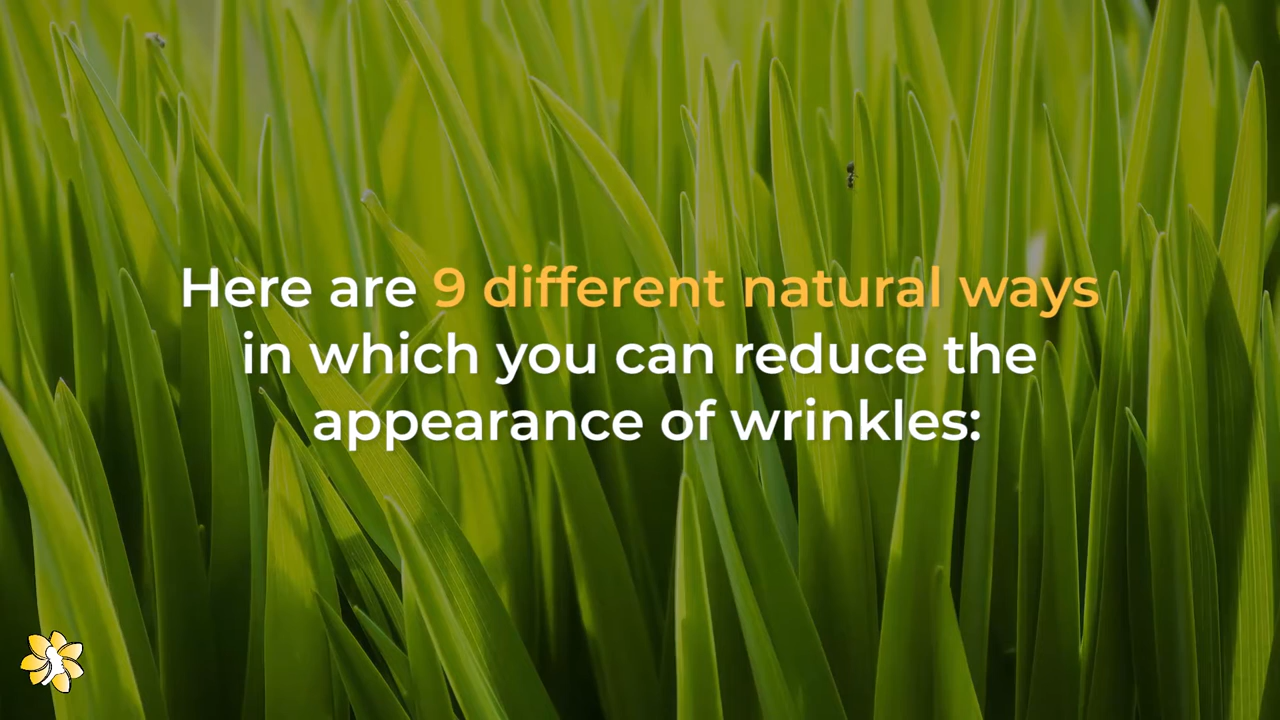 Here are 9 different natural ways
in which you can reduce the
appearance of wrinkles: